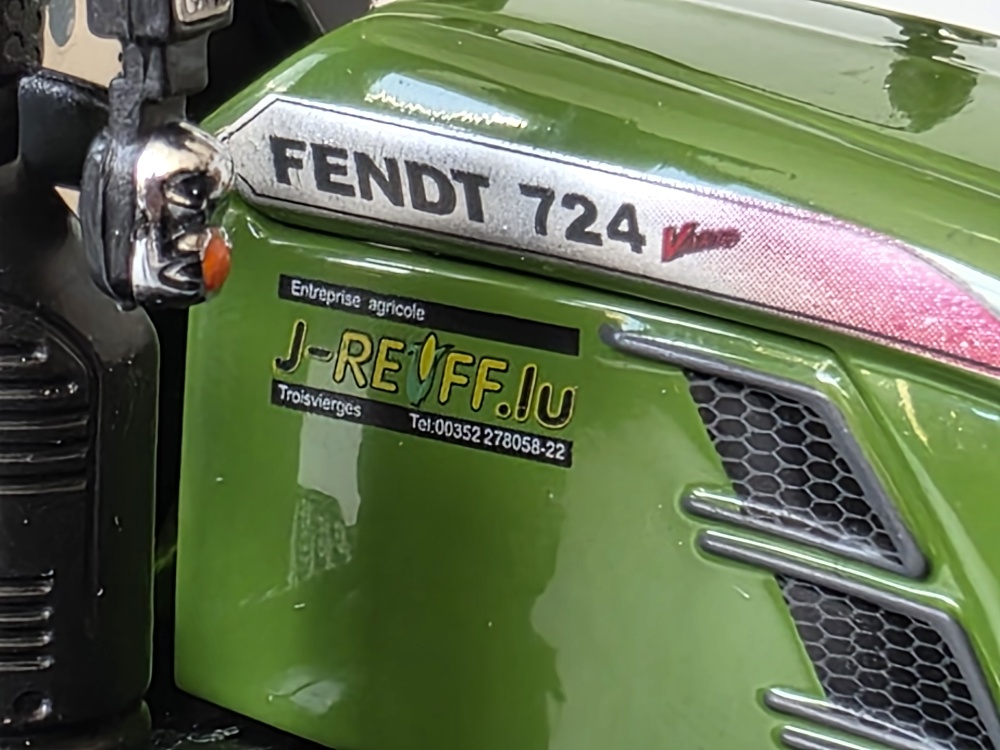 FENDT 724 Vario
Entreprise agricole
J-REIFF.lu
Troisvierges
Tel:00352 278058-22